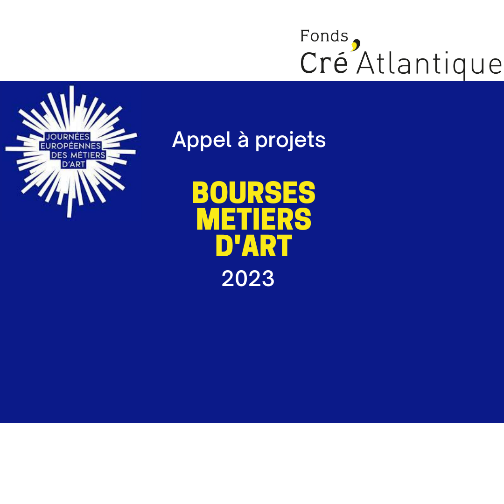 Fonds
Cré'Atlantique
JOURNÉES
EUROPÉENNES
DES MÉTIERS
D'ART
Appel à projets
BOURSES
METIERS
D'ART
2023